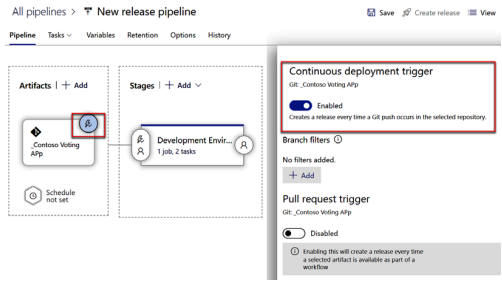 All pipelines > New release pipeline
Save Create release View
Pipeline Tasks Variables Retention Options History
Artifacts | + Add
Stages | + Add
_Contoso Voting
APp
Schedule
not set
Development Envir...
1 job, 2 tasks
Continuous deployment trigger
Git: _Contoso Voting APp
Enabled
Creates a release every time a Git push occurs in the selected repository.
Branch filters
No filters added.
+ Add
Pull request trigger
Git: _Contoso Voting APp
Disabled
Enabling this will create a release every time
a selected artifact is available as part of a
workflow